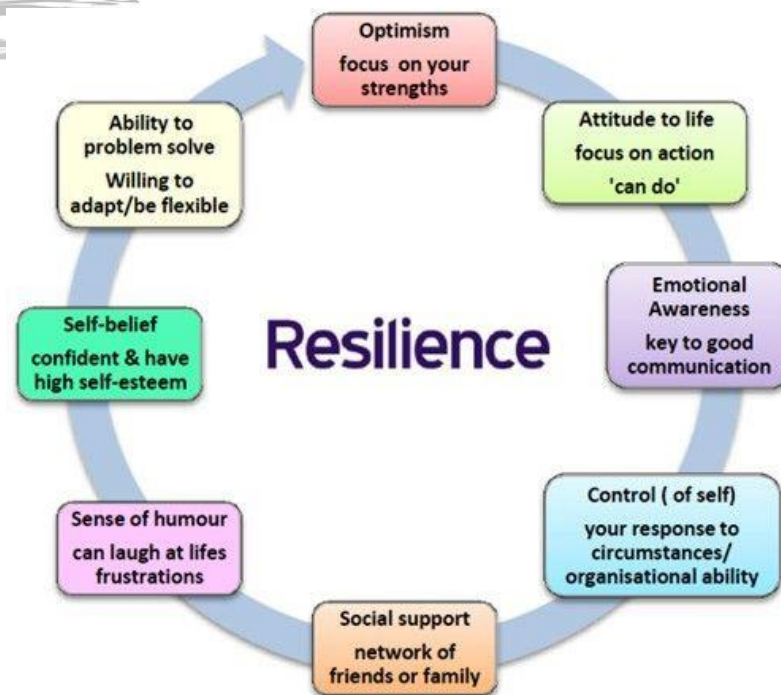 Optimism
focus on your
strengths
Attitude to life
focus on action
'can do'
Emotional
Awareness
key to good
communication
Control ( of self)
your response to
circumstances/
organisational ability
Social support
network of
friends or family
Sense of humour
can laugh at lifes
frustrations
Self-belief
confident & have
high self-esteem
Ability to
problem solve
Willing to
adapt/be flexible
Resilience